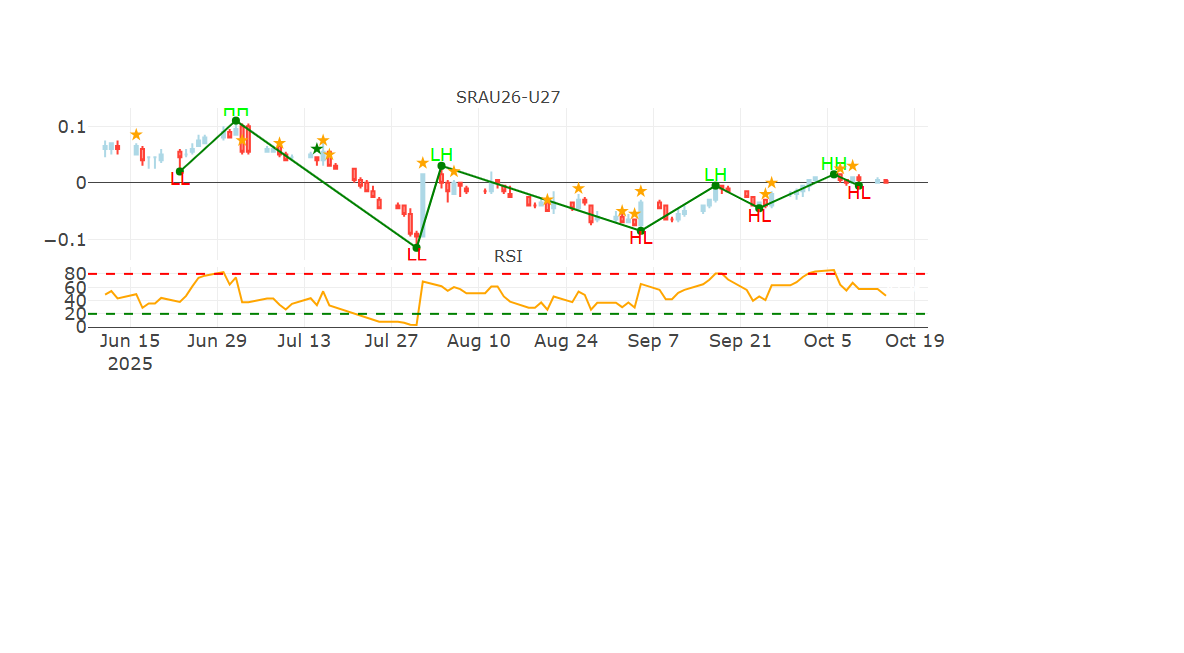 SRAU26-U27
HH
0.1
LH
LH
HH
LL
0
HL
HL
HL
−0.1
LL
RSI
80
60
40
20
0
Jun 15 Jun 29 Jul 13 Jul 27 Aug 10 Aug 24 Sep 7 Sep 21 Oct 5 Oct 19
2025